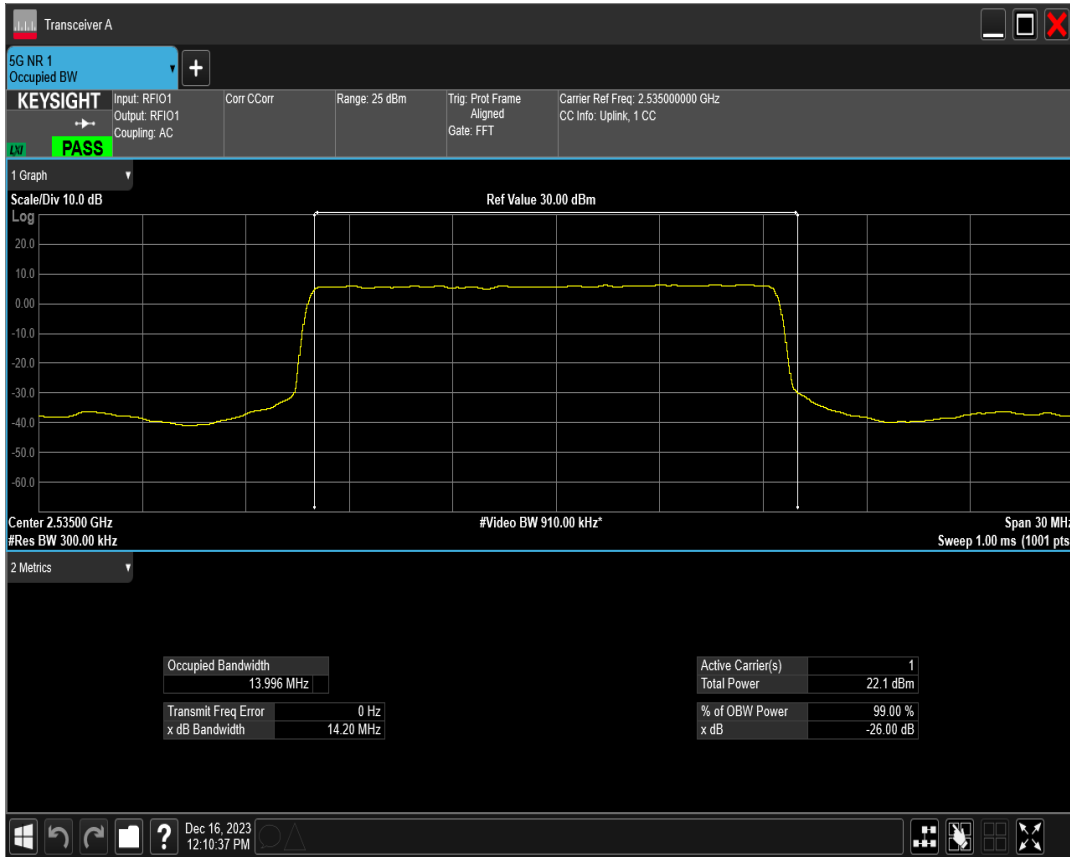 Transceiver A
5G NR 1
Occupied BW
KEYSIGHT
LXI
PASS
Input: RFIO1
Output: RFIO1
Coupling: AC
Corr CCorr
Range: 25 dBm
Trig: Prot Frame
Aligned
Gate: FFT
Carrier Ref Freq: 2.535000000 GHz
CC Info: Uplink, 1 CC
1 Graph
Scale/Div 10.0 dB
Ref Value 30.00 dBm
Log
20.0
10.0
0.00
-10.0
-20.0
-30.0
-40.0
-50.0
-60.0
Center 2.53500 GHz
#Video BW 910.00 kHz*
Span 30 MHz
#Res BW 300.00 kHz
Sweep 1.00 ms (1001 pts
2 Metrics
Occupied Bandwidth
13.996 MHz
Transmit Freq Error 0 Hz
x dB Bandwidth 14.20 MHz
Active Carrier(s) 1
Total Power 22.1 dBm
% of OBW Power 99.00 %
x dB -26.00 dB
?
Dec 16, 2023
12:10:37 PM